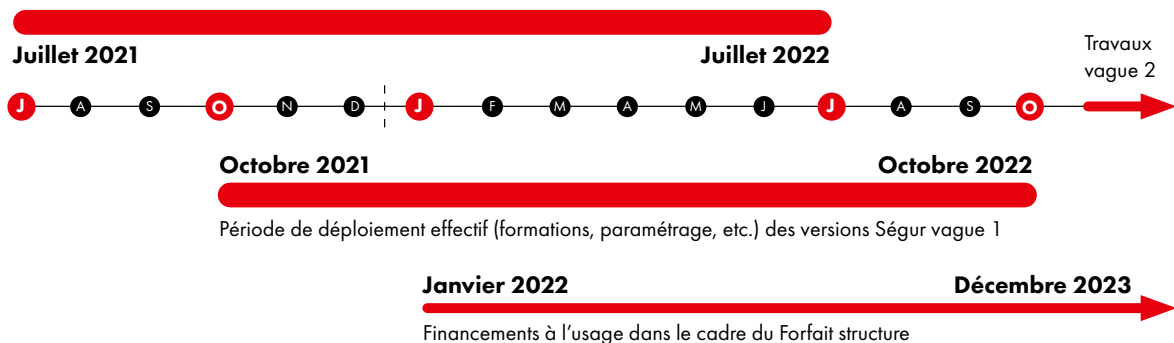 Juillet 2021 Juillet 2022
Travaux
vague 2
J A S O N D J F M A M J J A S O
Octobre 2021 Octobre 2022
Période de déploiement effectif (formations, paramétrage, etc.) des versions Ségur vague 1
Janvier 2022 Décembre 2023
Financements à l’usage dans le cadre du Forfait structure